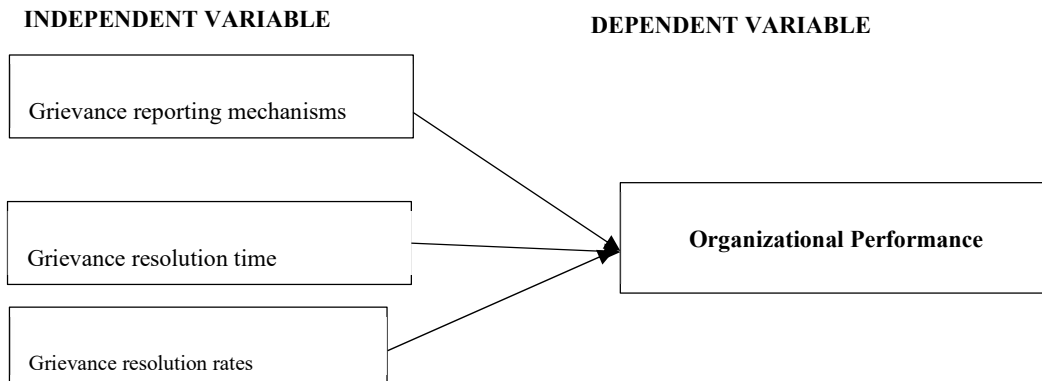 INDEPENDENT VARIABLE
DEPENDENT VARIABLE
Grievance reporting mechanisms
Grievance resolution time
Organizational Performance
Grievance resolution rates